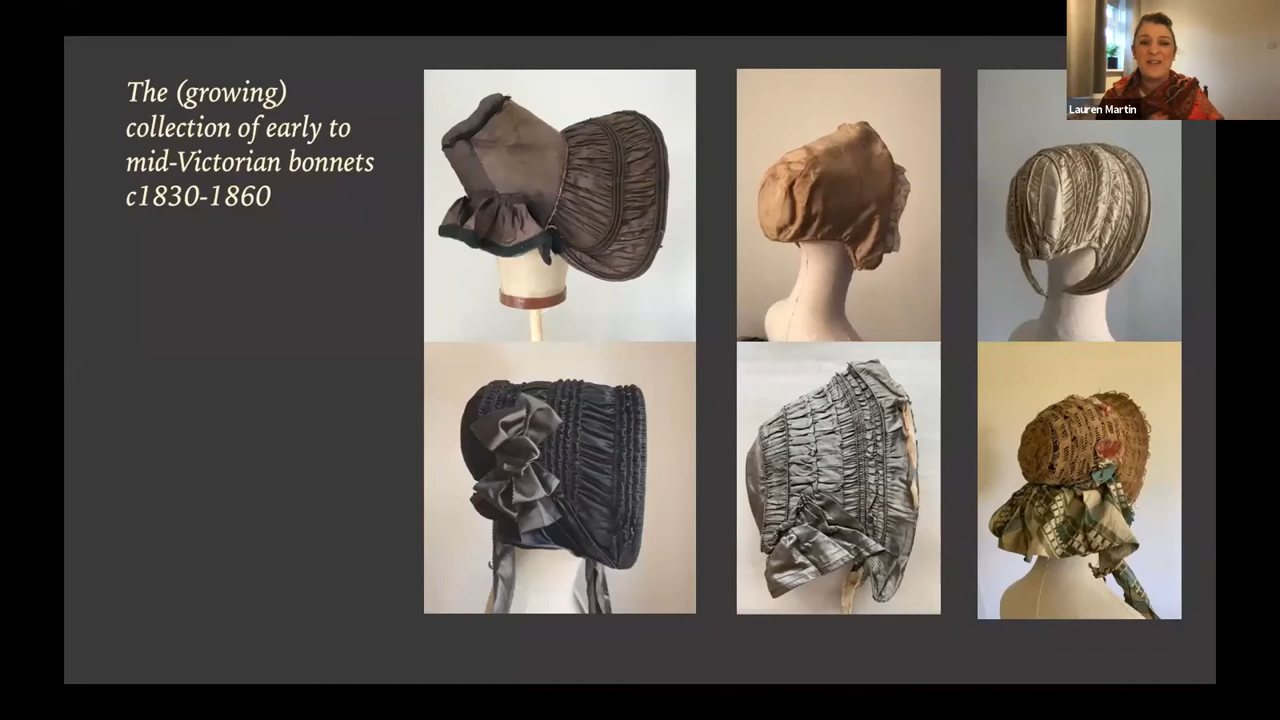 The (growing)
collection of early to
mid-Victorian bonnets
c1830-1860
Lauren Martin